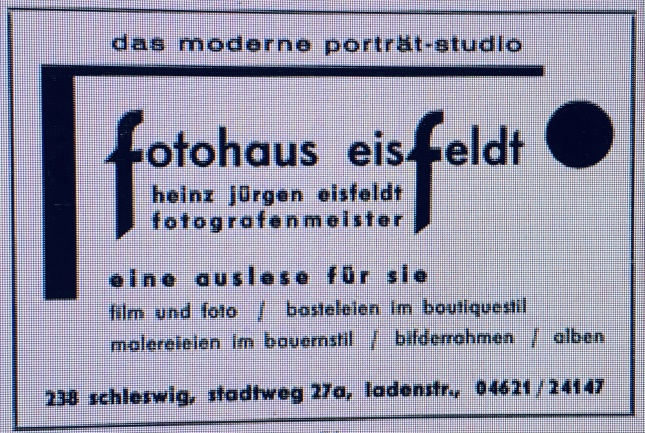 das moderne porträt-studio
fotohaus eisfeldt
heinz jürgen eisfeldt
fotografenmeister
eine auslese für sie
film und foto / basteleien im boutiquestil
malereieien im bauernstil / bilderrahmen / alben
238 schleswig, stadtweg 27a, ladenstr., 04621/24147